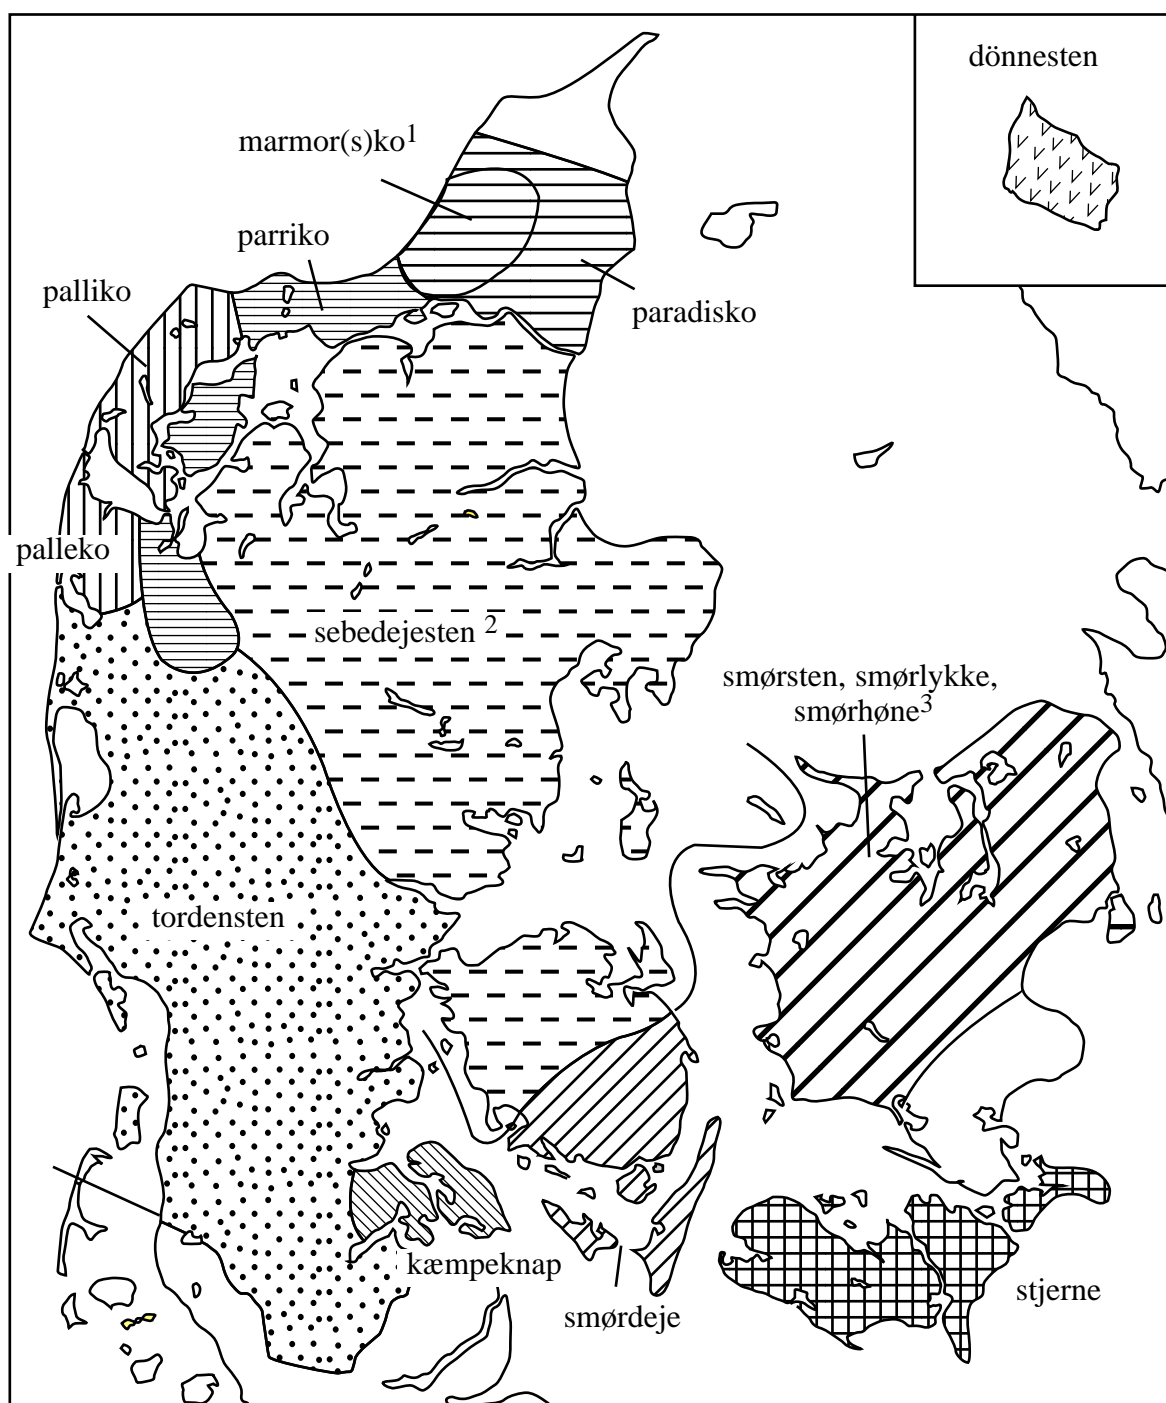 dönnesten
marmor(s)ko1
parriko
palliko
paradisko
palleko
sebedejesten 2
smørsten, smørlykke,
smørhøne3
tordensten
kæmpeknap
smørdeje
stjerne